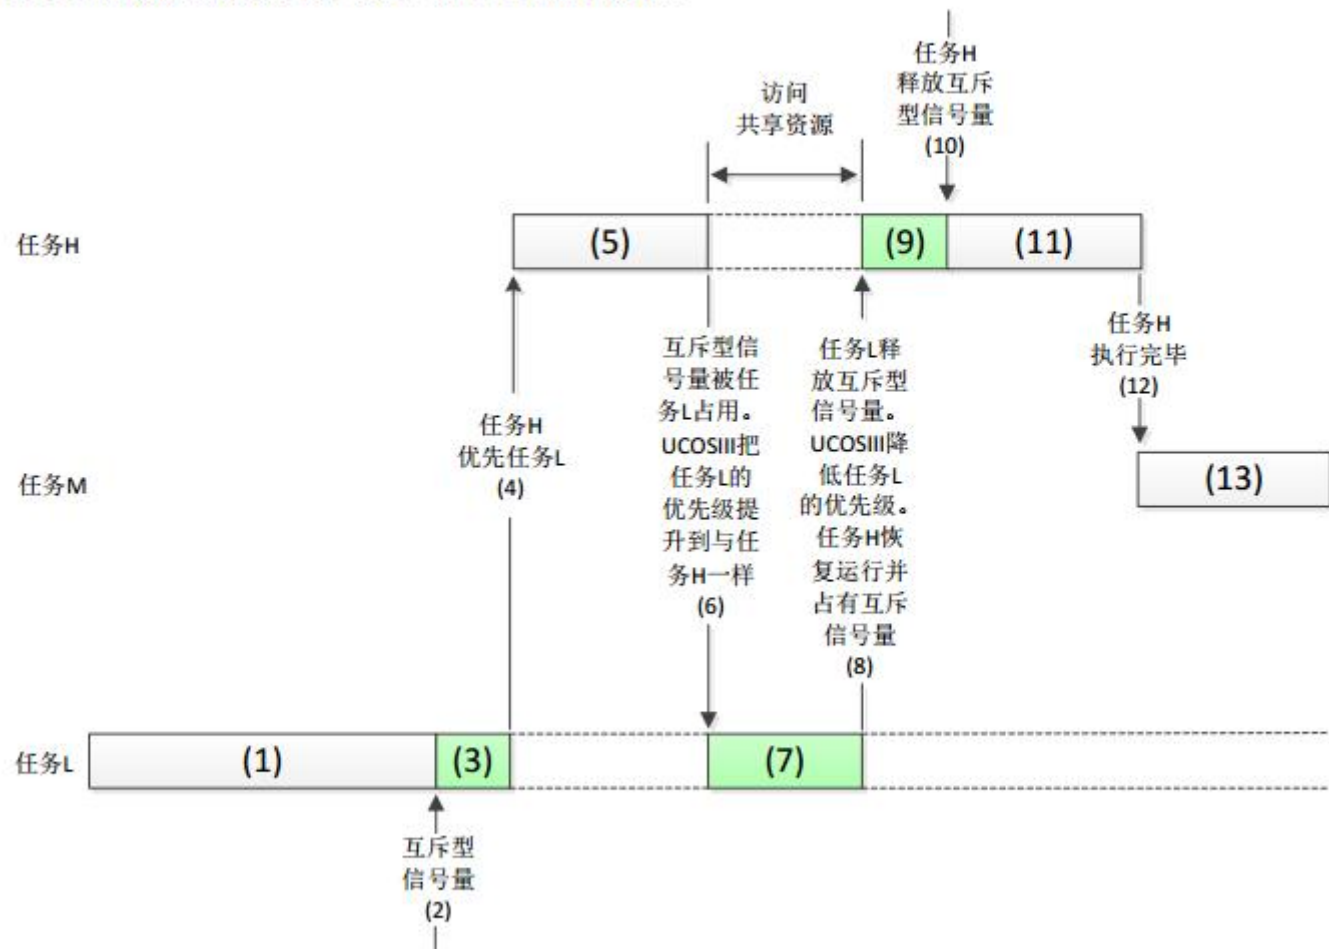 任务H
释放互斥
型信号量
(10)
访问
共享资源
任务H
(5)
(9)
(11)
任务H
优先任务L
(4)
互斥型信
号量被任
务L占用。
UCOSIII把
任务L的
优先级提
升到与任
务H一样
(6)
任务L释
放互斥型
信号量。
UCOSIII降
低任务L
的优先级。
任务H恢
复运行并
占有互斥
信号量
(8)
任务H
执行完毕
(12)
任务M
(13)
任务L
(1)
(3)
(7)
互斥型
信号量
(2)